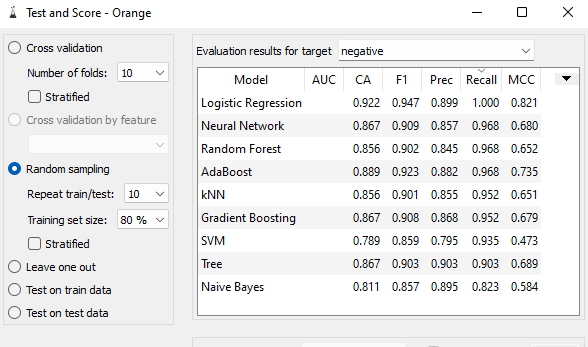 Test and Score - Orange
Cross validation
Number of folds: 10
Stratified
Cross validation by feature
Random sampling
Repeat train/test: 10
Training set size: 80 %
Stratified
Leave one out
Test on train data
Test on test data
Evaluation results for target negative
Model AUC CA F1 Prec Recall MCC
Logistic Regression 0.922 0.947 0.899 1.000 0.821
Neural Network 0.867 0.909 0.857 0.968 0.680
Random Forest 0.856 0.902 0.845 0.968 0.652
AdaBoost 0.889 0.923 0.882 0.968 0.735
kNN 0.856 0.901 0.855 0.952 0.651
Gradient Boosting 0.867 0.908 0.868 0.952 0.679
SVM 0.789 0.859 0.795 0.935 0.473
Tree 0.867 0.903 0.903 0.903 0.689
Naive Bayes 0.811 0.857 0.895 0.823 0.584